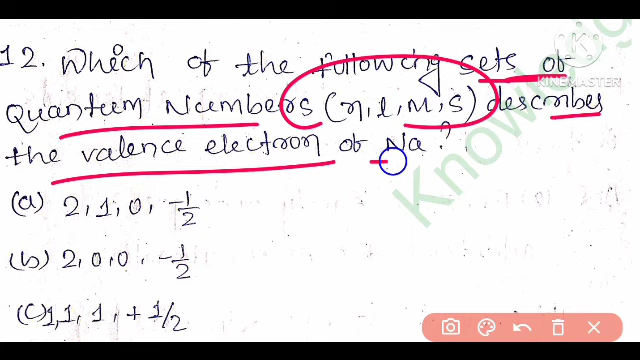 12. Which of the following sets of
Quantum Numbers (n, l, m, s) describes
the valence electron of Na?
(a) 2, 1, 0, -1/2
(b) 2, 0, 0, -1/2
(c) 1, 1, 1, + 1/2
KINEMASTER